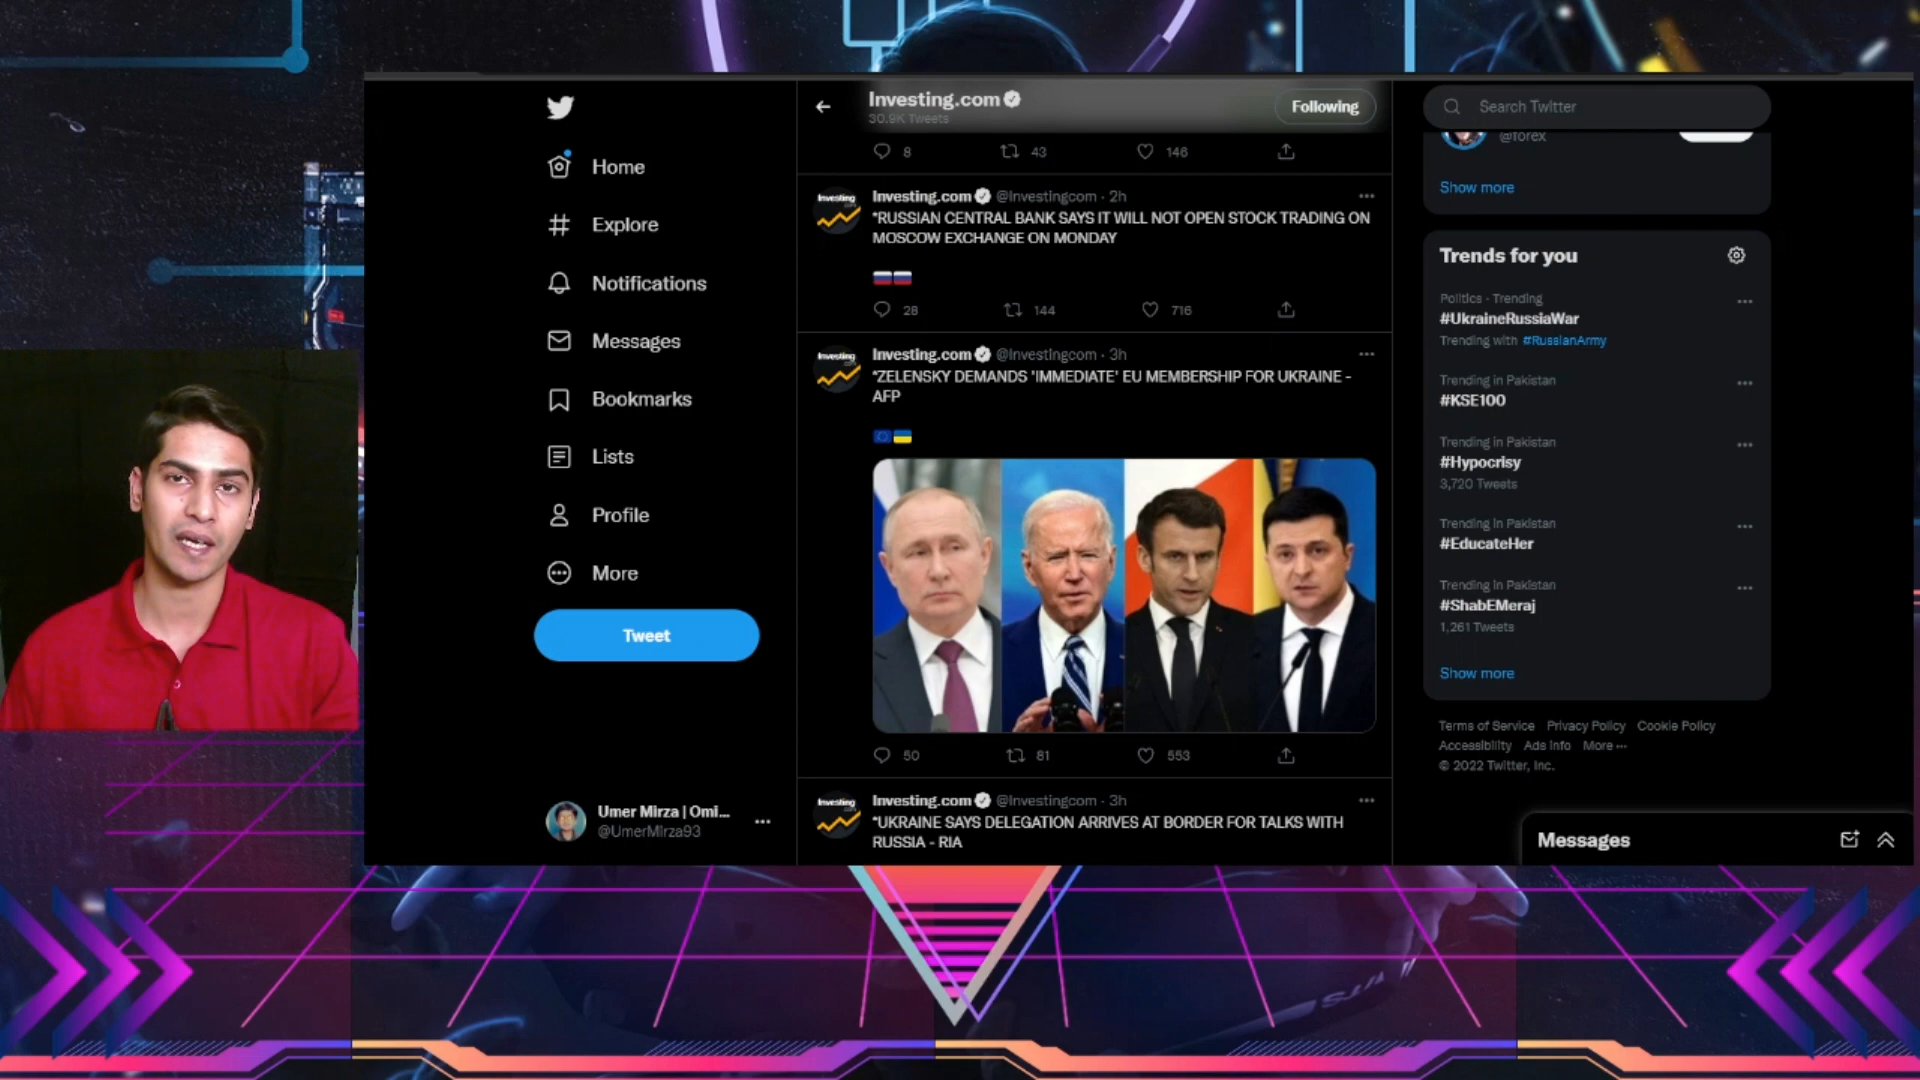 Home
Explore
Notifications
Messages
Bookmarks
Lists
Profile
More
Tweet
Umer Mirza | Omi...
@UmerMirza93
Investing.com
30.9K Tweets
Following
8 43 146
Investing.com @Investingcom · 2h
*RUSSIAN CENTRAL BANK SAYS IT WILL NOT OPEN STOCK TRADING ON
MOSCOW EXCHANGE ON MONDAY
28 144 716
Investing.com @Investingcom · 3h
*ZELENSKY DEMANDS 'IMMEDIATE' EU MEMBERSHIP FOR UKRAINE -
AFP
50 81 553
Investing.com @Investingcom · 3h
*UKRAINE SAYS DELEGATION ARRIVES AT BORDER FOR TALKS WITH
RUSSIA - RIA
Search Twitter
@forex
Show more
Trends for you
Politics · Trending
#UkraineRussiaWar
Trending with #RussianArmy
Trending in Pakistan
#KSE100
Trending in Pakistan
#Hypocrisy
3,720 Tweets
Trending in Pakistan
#EducateHer
Trending in Pakistan
#ShabEMeraj
1,261 Tweets
Show more
Terms of Service Privacy Policy Cookie Policy
Accessibility Ads info More ···
© 2022 Twitter, Inc.
Messages